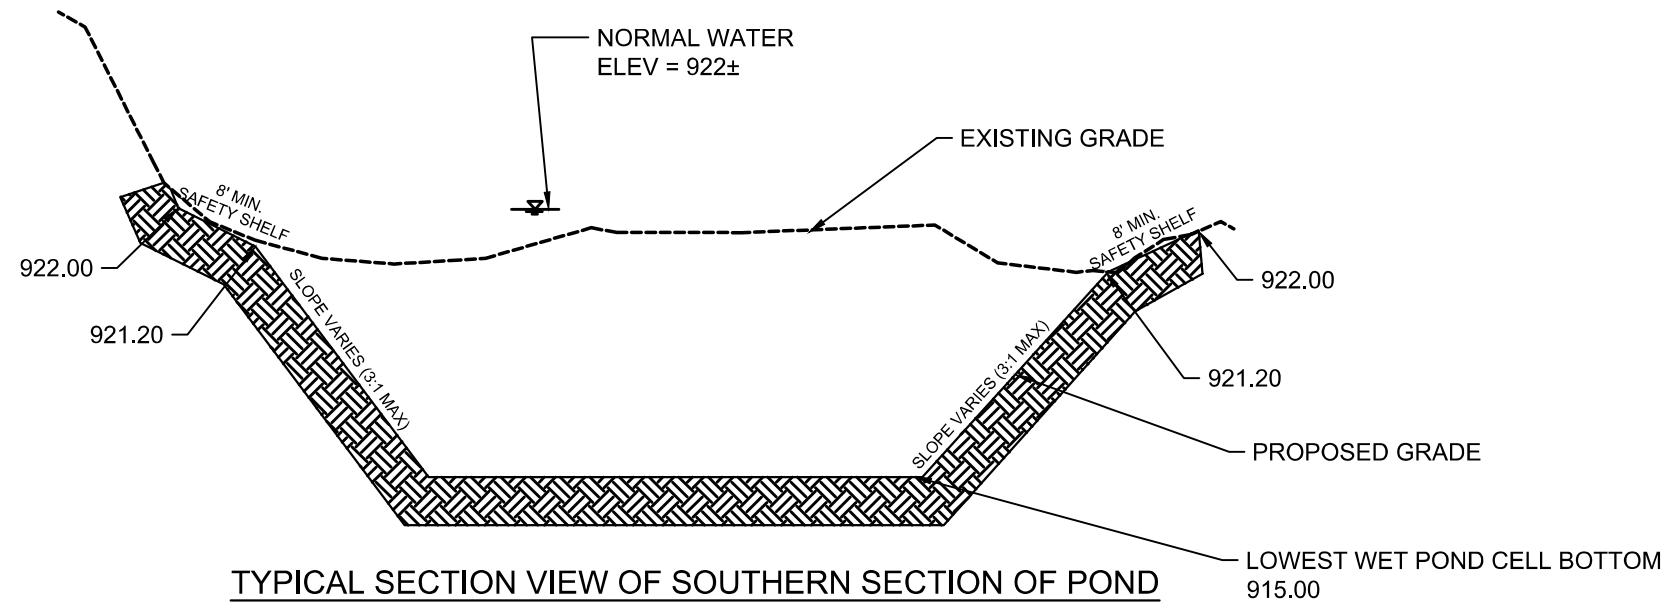 NORMAL WATER
ELEV = 922±
EXISTING GRADE
8' MIN.
SAFETY SHELF
8' MIN.
SAFETY SHELF
922.00
922.00
921.20
SLOPE VARIES (3:1 MAX)
SLOPE VARIES (3:1 MAX)
921.20
PROPOSED GRADE
LOWEST WET POND CELL BOTTOM
915.00
TYPICAL SECTION VIEW OF SOUTHERN SECTION OF POND